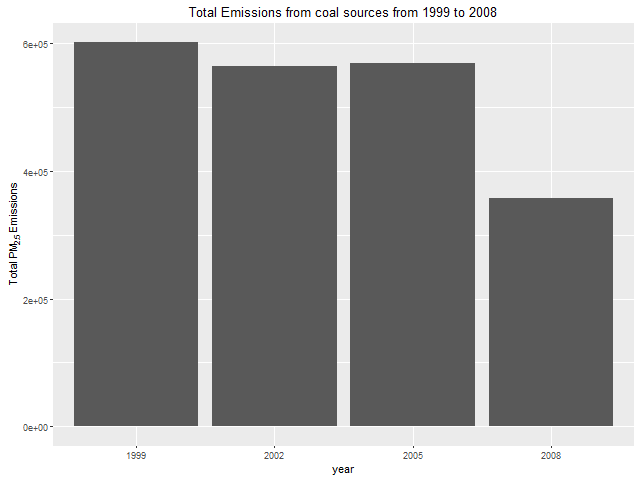 Total Emissions from coal sources from 1999 to 2008
6e+05
4e+05
2e+05
0e+00
Total PM2.5 Emissions
1999 2002 2005 2008
year